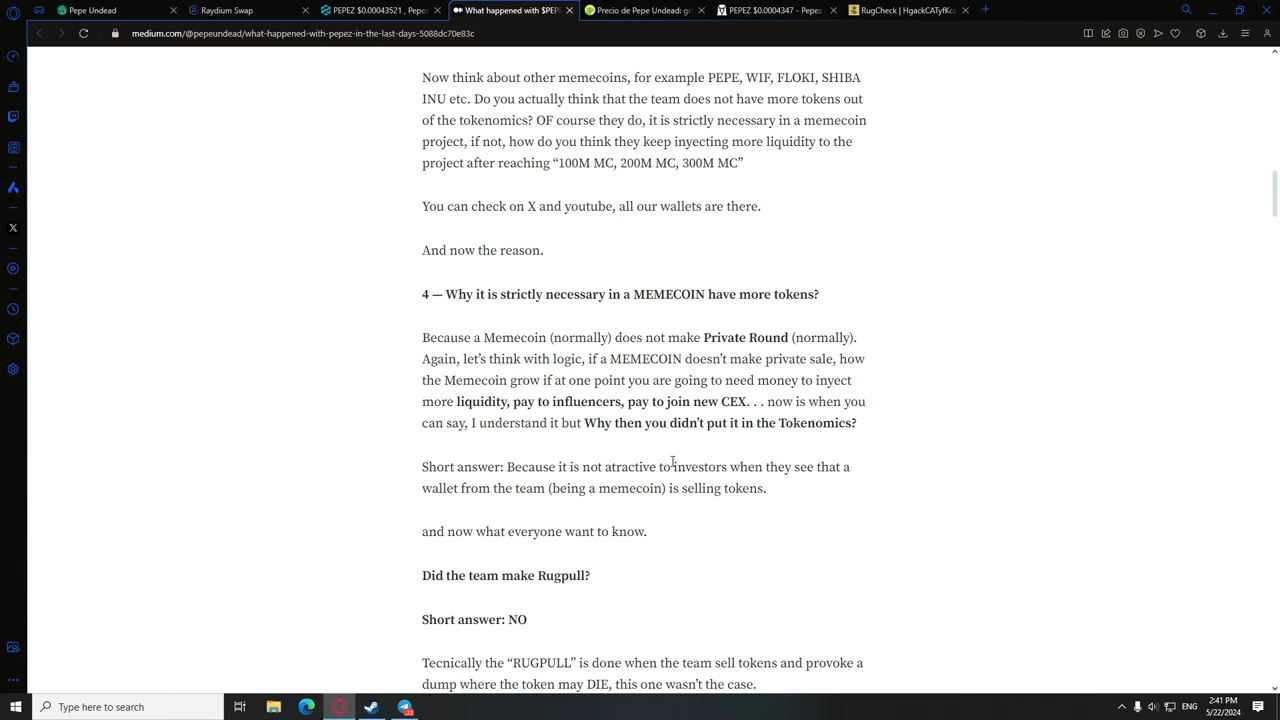 Pepe Undead
Raydium Swap
PEPEZ $0.00043521 , Pepe
What happened with $PEPE
Precio de Pepe Undead: gr
PEPEZ $0.0004347 - Pepez
RugCheck | HgackCATyfKcc
medium.com/@pepeundead/what-happened-with-pepez-in-the-last-days-5088dc70e83c
Now think about other memecoins, for example PEPE, WIF, FLOKI, SHIBA
INU etc. Do you actually think that the team does not have more tokens out
of the tokenomics? OF course they do, it is strictly necessary in a memecoin
project, if not, how do you think they keep inyecting more liquidity to the
project after reaching “100M MC, 200M MC, 300M MC”
You can check on X and youtube, all our wallets are there.
And now the reason.
4 — Why it is strictly necessary in a MEMECOIN have more tokens?
Because a Memecoin (normally) does not make Private Round (normally).
Again, let’s think with logic, if a MEMECOIN doesn’t make private sale, how
the Memecoin grow if at one point you are going to need money to inyect
more liquidity, pay to influencers, pay to join new CEX. . . now is when you
can say, I understand it but Why then you didn’t put it in the Tokenomics?
Short answer: Because it is not atractive to investors when they see that a
wallet from the team (being a memecoin) is selling tokens.
and now what everyone want to know.
Did the team make Rugpull?
Short answer: NO
Tecnically the “RUGPULL” is done when the team sell tokens and provoke a
dump where the token may DIE, this one wasn’t the case.
Type here to search
ENG
2:41 PM
5/22/2024